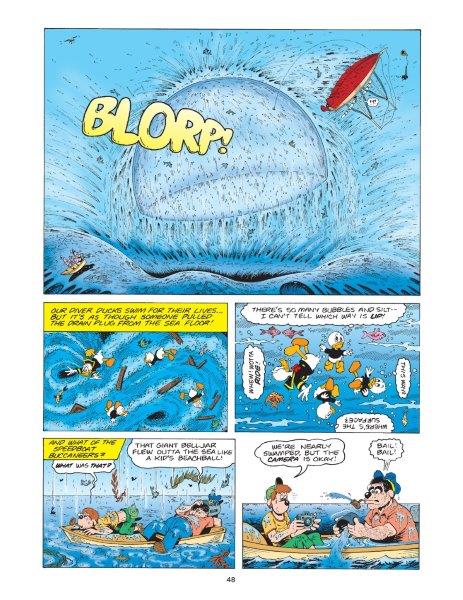 BLORP!
!?!
OUR DIVER DUCKS SWIM FOR THEIR LIVES...
BUT IT'S AS THOUGH SOMEONE PULLED
THE DRAIN PLUG FROM THE SEA FLOOR!
THERE'S SO MANY BUBBLES AND SILT--
I CAN'T TELL WHICH WAY IS UP!
WHEW! WOTTA
RIDE!
THIS WAY!
WHERE'S THE
SURFACE?
AND WHAT OF THE
SPEEDBOAT
BUCCANEERS?
WHAT WAS THAT?
THAT GIANT BELLJAR
FLEW OUTTA THE SEA LIKE
A KID'S BEACHBALL!
WE'RE NEARLY
SWAMPED, BUT THE
CAMERA IS OKAY!
BAIL!
BAIL!
48